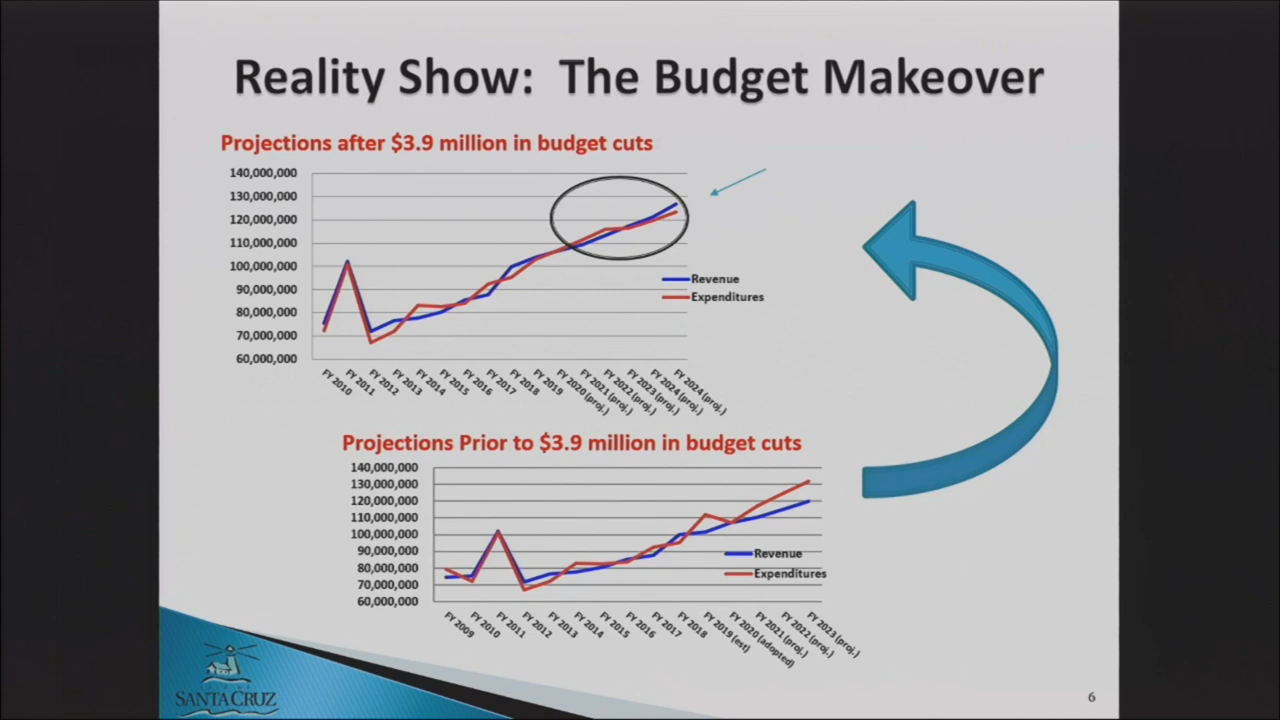 Reality Show: The Budget Makeover
Projections after $3.9 million in budget cuts
140,000,000
130,000,000
120,000,000
110,000,000
100,000,000
90,000,000
80,000,000
70,000,000
60,000,000
Revenue
Expenditures
FY 2010
FY 2011
FY 2012
FY 2013
FY 2014
FY 2015
FY 2016
FY 2017
FY 2018
FY 2019
FY 2020 (proj.)
FY 2021 (proj.)
FY 2022 (proj.)
FY 2023 (proj.)
FY 2024 (proj.)
FY 2024 (proj.)
Projections Prior to $3.9 million in budget cuts
140,000,000
130,000,000
120,000,000
110,000,000
100,000,000
90,000,000
80,000,000
70,000,000
60,000,000
Revenue
Expenditures
FY 2009
FY 2010
FY 2011
FY 2012
FY 2013
FY 2014
FY 2015
FY 2016
FY 2017
FY 2018
FY 2019 (est)
FY 2020 (adopted)
FY 2021 (proj.)
FY 2022 (proj.)
FY 2023 (proj.)
SANTA CRUZ
6